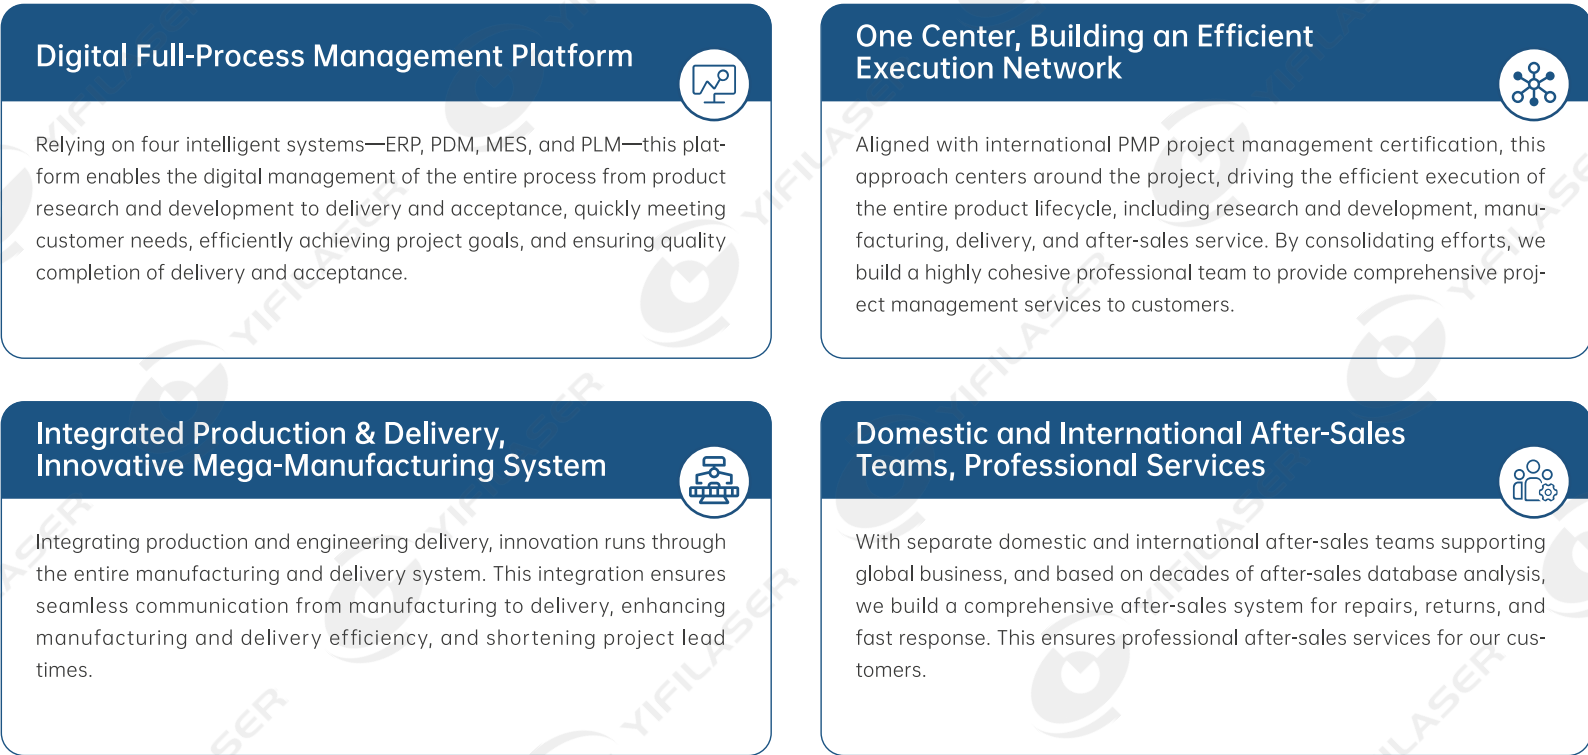 Digital Full-Process Management Platform
Relying on four intelligent systems—ERP, PDM, MES, and PLM—this plat-
form enables the digital management of the entire process from product
research and development to delivery and acceptance, quickly meeting
customer needs, efficiently achieving project goals, and ensuring quality
completion of delivery and acceptance.
One Center, Building an Efficient
Execution Network
Aligned with international PMP project management certification, this
approach centers around the project, driving the efficient execution of
the entire product lifecycle, including research and development, manu-
facturing, delivery, and after-sales service. By consolidating efforts, we
build a highly cohesive professional team to provide comprehensive proj-
ect management services to customers.
Integrated Production & Delivery,
Innovative Mega-Manufacturing System
Integrating production and engineering delivery, innovation runs through
the entire manufacturing and delivery system. This integration ensures
seamless communication from manufacturing to delivery, enhancing
manufacturing and delivery efficiency, and shortening project lead
times.
Domestic and International After-Sales
Teams, Professional Services
With separate domestic and international after-sales teams supporting
global business, and based on decades of after-sales database analysis,
we build a comprehensive after-sales system for repairs, returns, and
fast response. This ensures professional after-sales services for our cus-
tomers.
YIFILASER